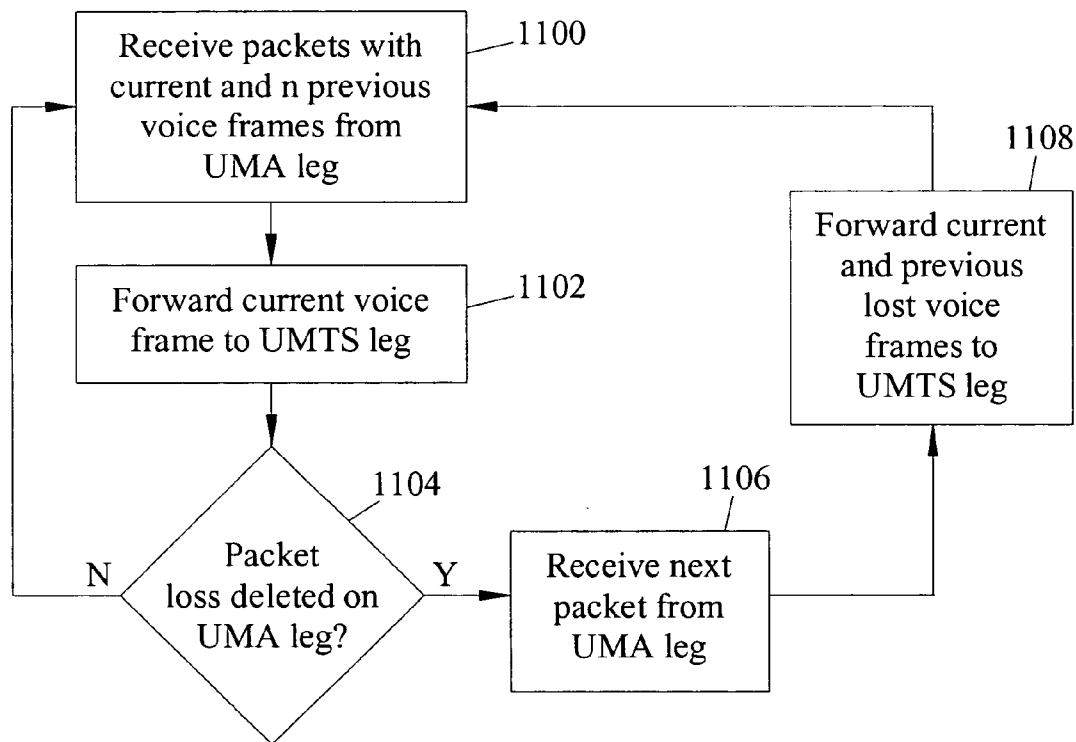 Receive packets with
current and n previous
voice frames from
UMA leg
1100
Forward current voice
frame to UMTS leg
1102
1108
Forward current
and previous
lost voice
frames to
UMTS leg
1104
Packet
loss deleted on
UMA leg?
N
Y
1106
Receive next
packet from
UMA leg